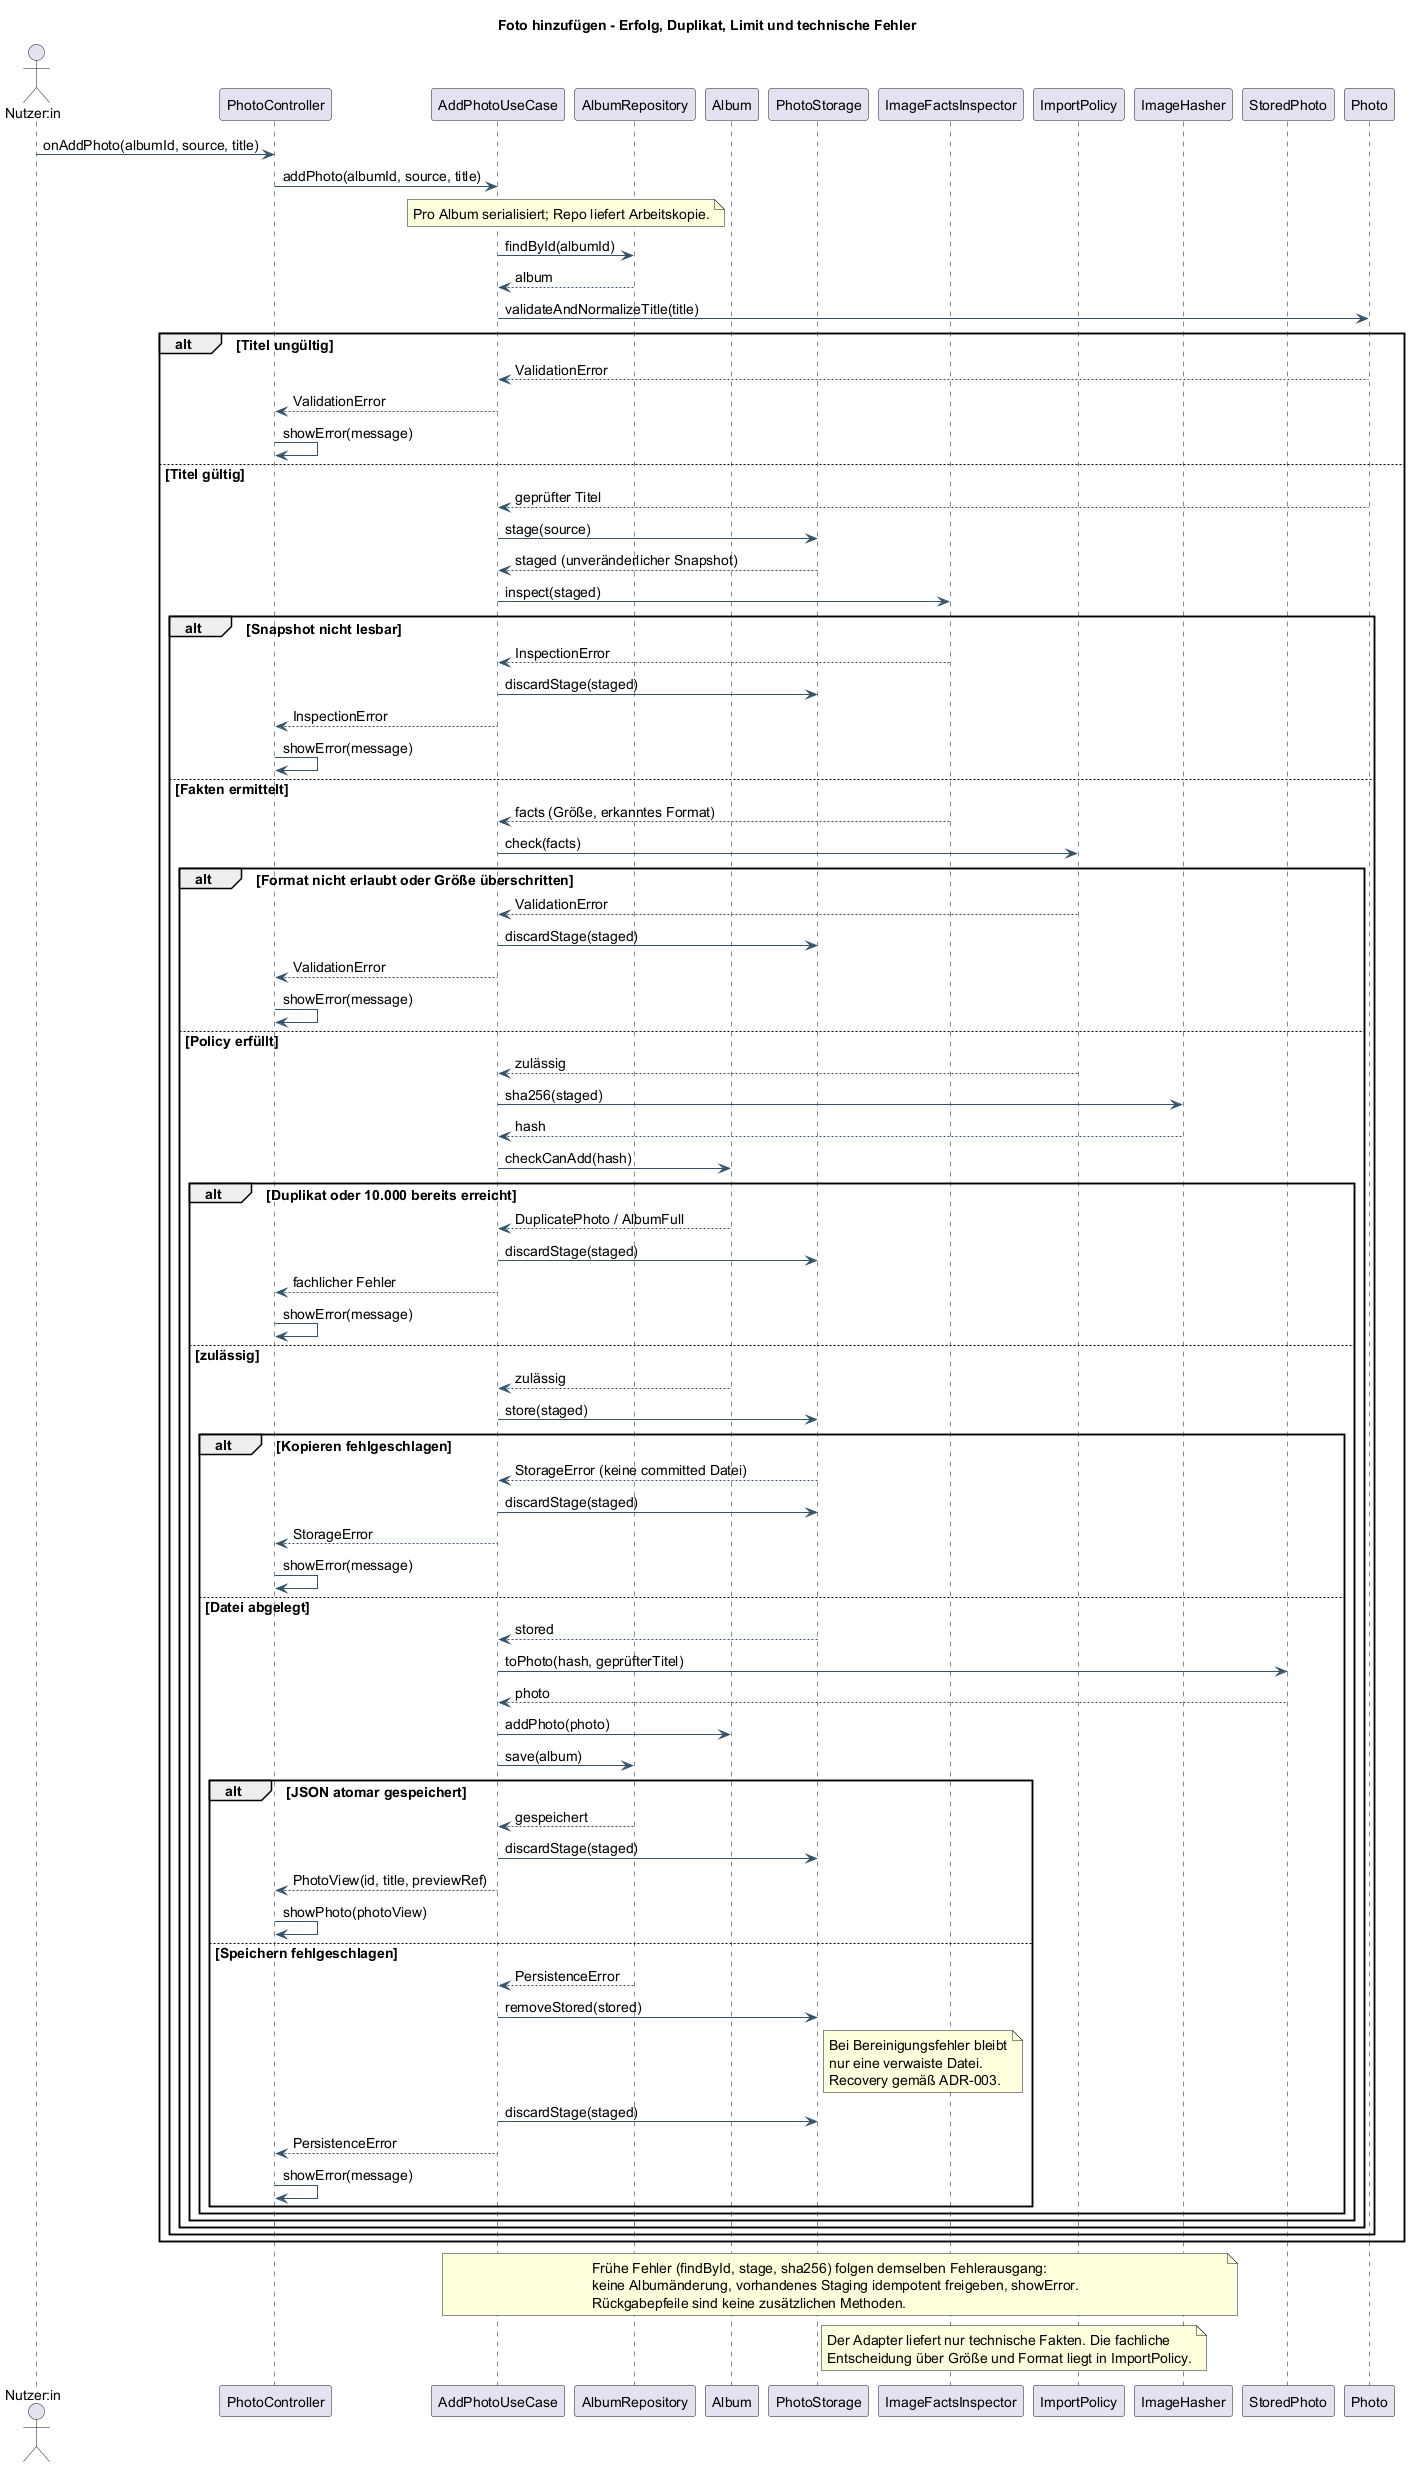 Foto hinzufügen - Erfolg, Duplikat, Limit und technische Fehler
Nutzer:in
PhotoController
AddPhotoUseCase
AlbumRepository
Album
PhotoStorage
ImageFactsInspector
ImportPolicy
ImageHasher
StoredPhoto
Photo
onAddPhoto(albumId, source, title)
addPhoto(albumId, source, title)
Pro Album serialisiert; Repo liefert Arbeitskopie.
findById(albumId)
album
validateAndNormalizeTitle(title)
alt [Titel ungültig]
ValidationError
ValidationError
showError(message)
[Titel gültig]
geprüfter Titel
stage(source)
staged (unveränderlicher Snapshot)
inspect(staged)
alt [Snapshot nicht lesbar]
InspectionError
discardStage(staged)
InspectionError
showError(message)
[Fakten ermittelt]
facts (Größe, erkanntes Format)
check(facts)
alt [Format nicht erlaubt oder Größe überschritten]
ValidationError
discardStage(staged)
ValidationError
showError(message)
[Policy erfüllt]
zulässig
sha256(staged)
hash
checkCanAdd(hash)
alt [Duplikat oder 10.000 bereits erreicht]
DuplicatePhoto / AlbumFull
discardStage(staged)
fachlicher Fehler
showError(message)
[zulässig]
zulässig
store(staged)
alt [Kopieren fehlgeschlagen]
StorageError (keine committed Datei)
discardStage(staged)
StorageError
showError(message)
[Datei abgelegt]
stored
toPhoto(hash, geprüfterTitel)
photo
addPhoto(photo)
save(album)
alt [JSON atomar gespeichert]
gespeichert
discardStage(staged)
PhotoView(id, title, previewRef)
showPhoto(photoView)
[Speichern fehlgeschlagen]
PersistenceError
removeStored(stored)
Bei Bereinigungsfehler bleibt
nur eine verwaiste Datei.
Recovery gemäß ADR-003.
discardStage(staged)
PersistenceError
showError(message)
Frühe Fehler (findById, stage, sha256) folgen demselben Fehlerausgang:
keine Albumänderung, vorhandenes Staging idempotent freigeben, showError.
Rückgabepfeile sind keine zusätzlichen Methoden.
Der Adapter liefert nur technische Fakten. Die fachliche
Entscheidung über Größe und Format liegt in ImportPolicy.
Nutzer:in
PhotoController
AddPhotoUseCase
AlbumRepository
Album
PhotoStorage
ImageFactsInspector
ImportPolicy
ImageHasher
StoredPhoto
Photo